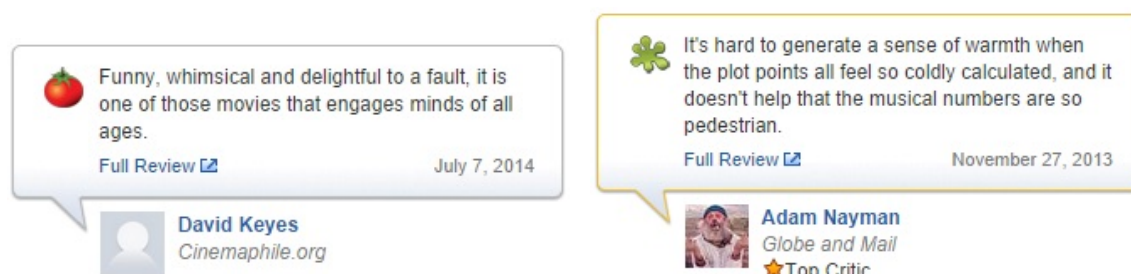 Funny, whimsical and delightful to a fault, it is
one of those movies that engages minds of all
ages.
Full Review
July 7, 2014
David Keyes
Cinemaphile.org
It's hard to generate a sense of warmth when
the plot points all feel so coldly calculated, and it
doesn't help that the musical numbers are so
pedestrian.
Full Review
November 27, 2013
Adam Nayman
Globe and Mail
Top Critic